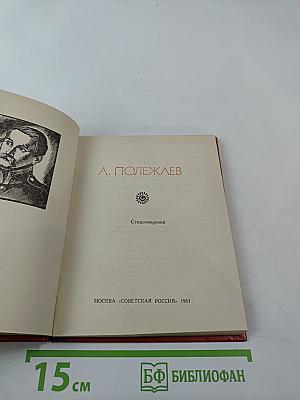 А. ПОЛЕЖАЕВ
Стихотворения
МОСКВА «СОВЕТСКАЯ РОССИЯ» 1981
15 см
БФ БИБЛИОФАН